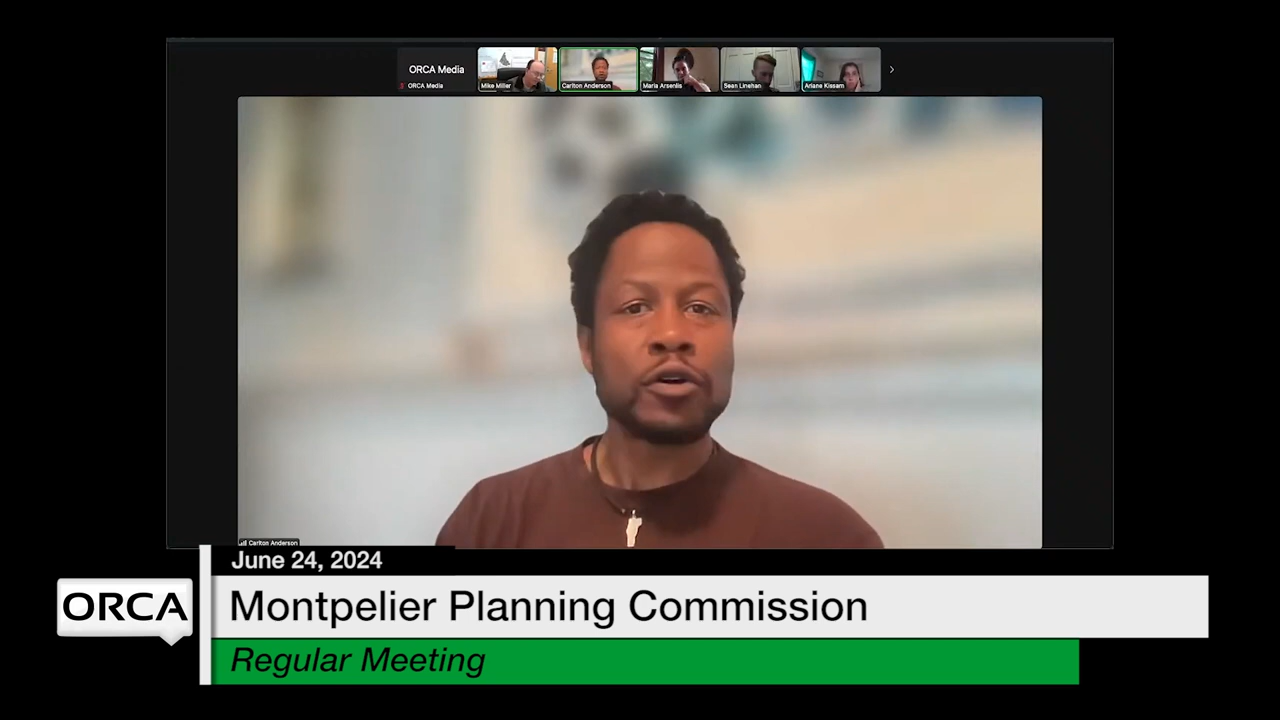 ORCA Media
ORCA Media
Mike Miller
Carlton Anderson
Maria Arsenlis
Sean Linehan
Ariane Kissam
Carlton Anderson
June 24, 2024
ORCA
Montpelier Planning Commission
Regular Meeting